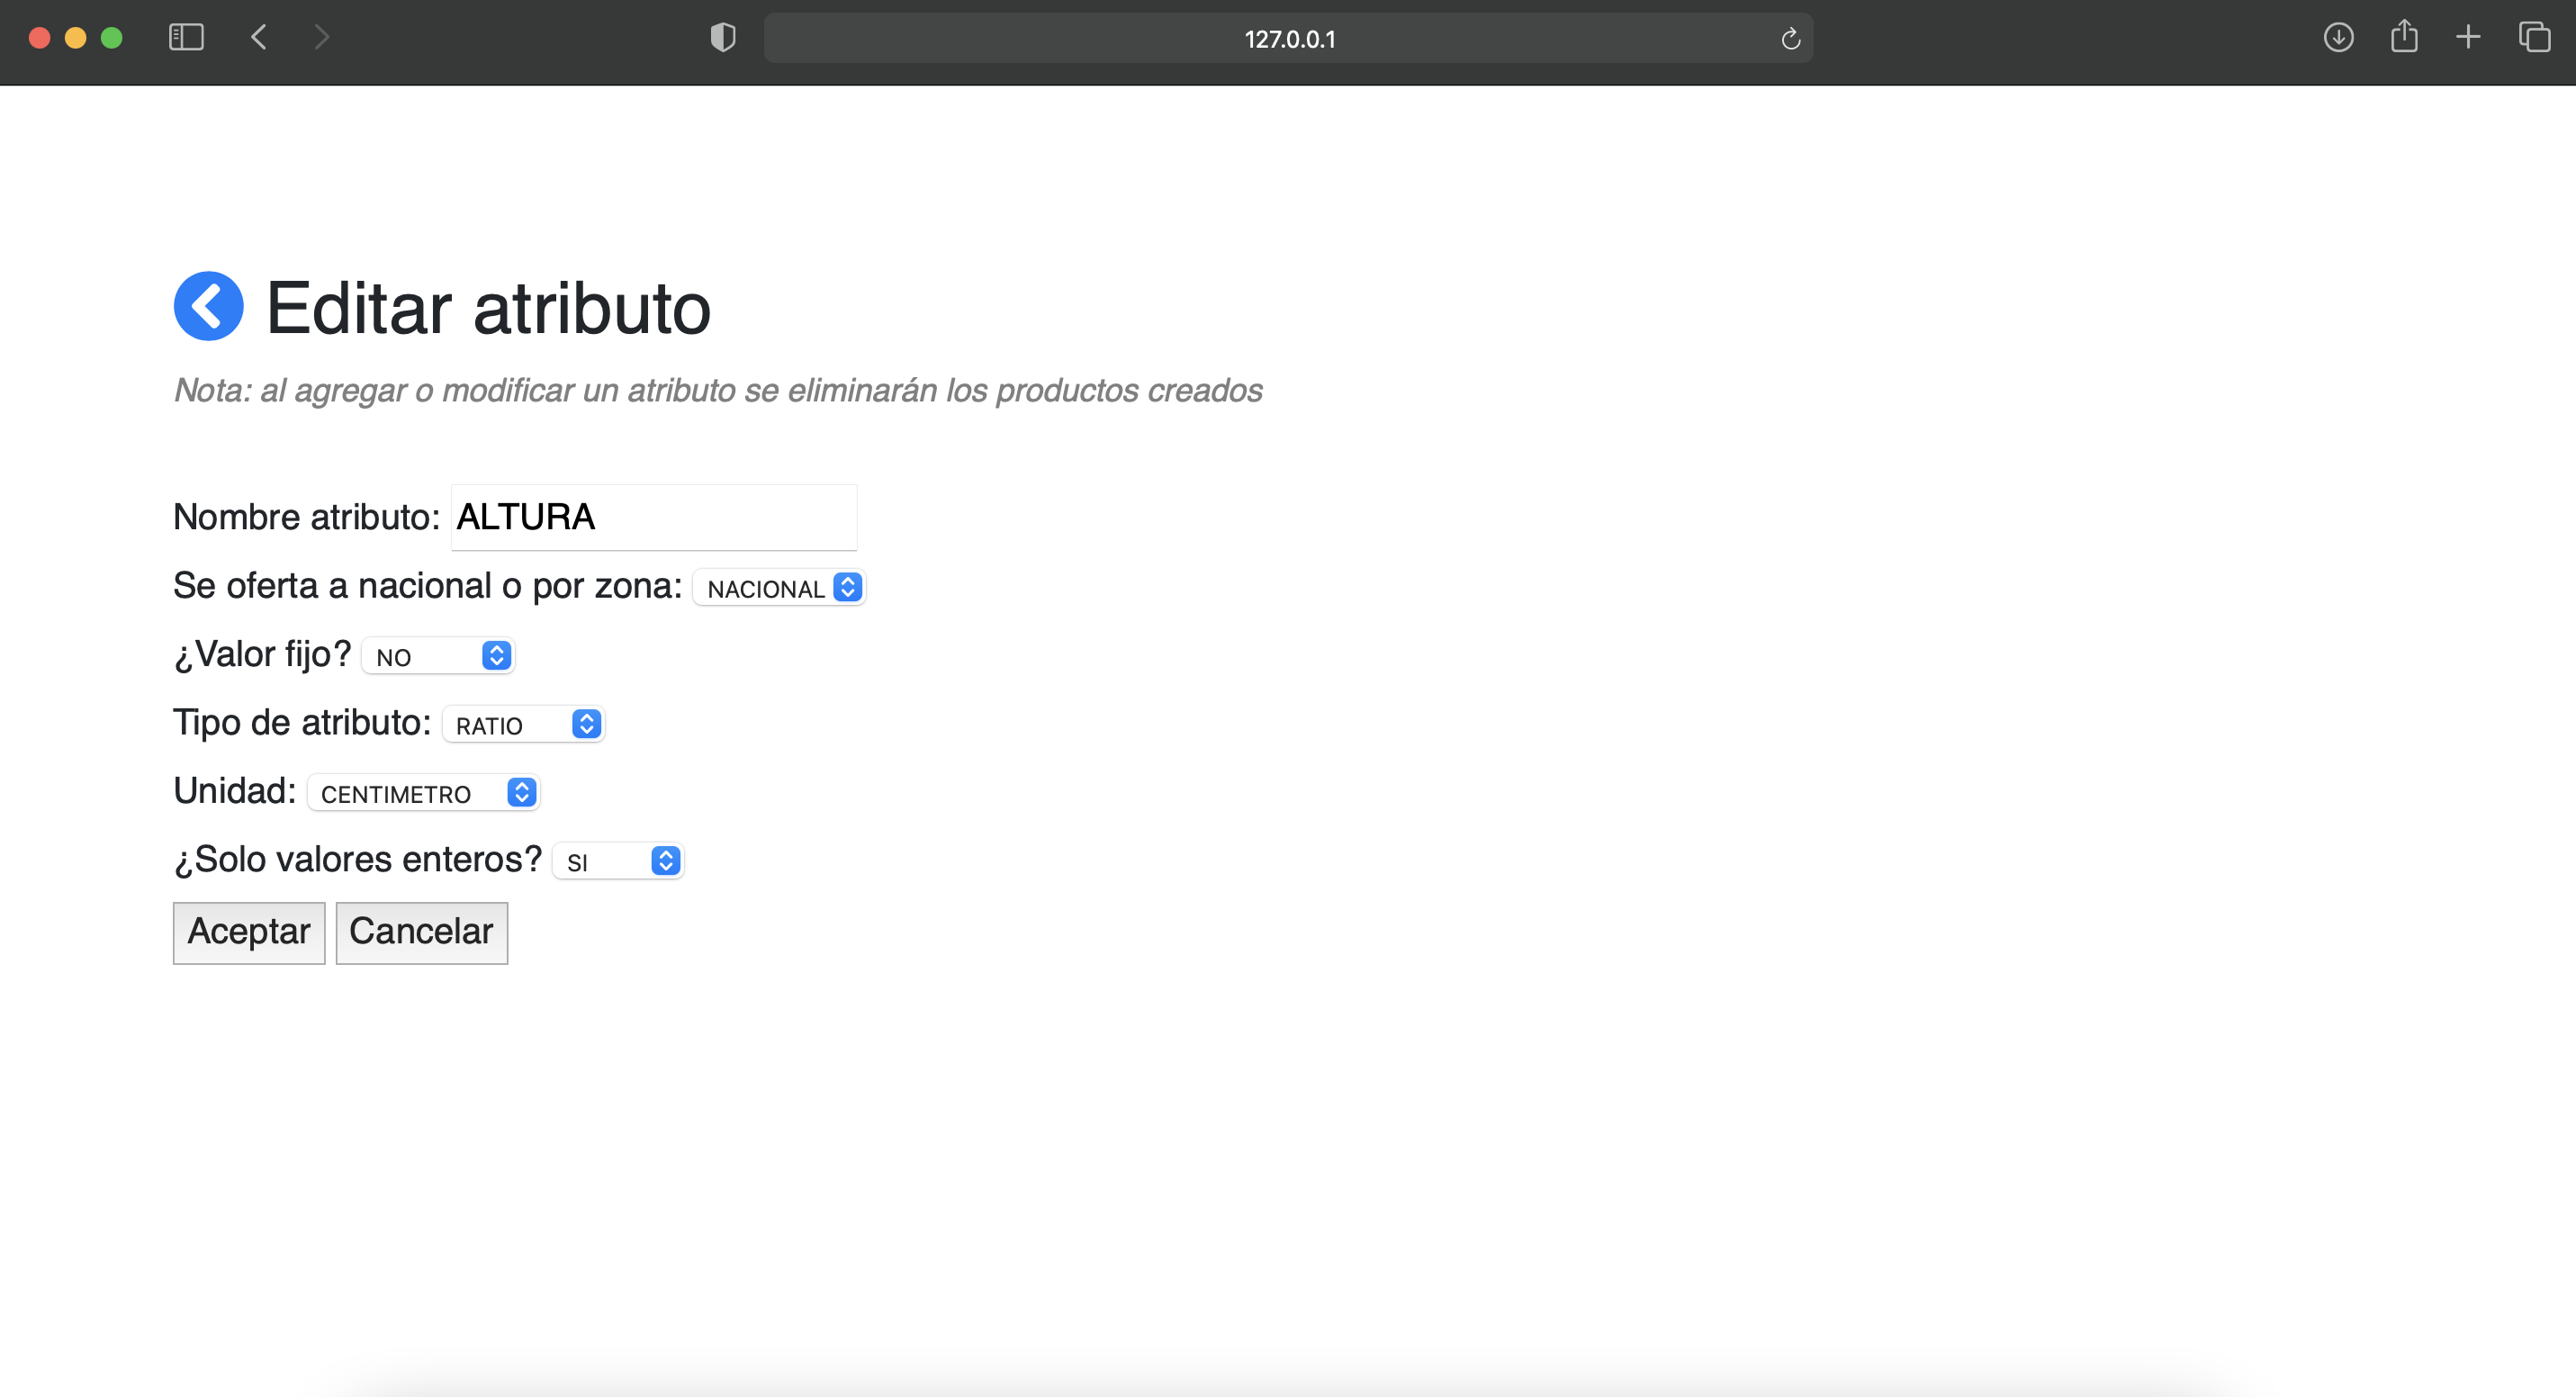 127.0.0.1
Editar atributo
Nota: al agregar o modificar un atributo se eliminarán los productos creados
Nombre atributo: ALTURA
Se oferta a nacional o por zona: NACIONAL
¿Valor fijo? NO
Tipo de atributo: RATIO
Unidad: CENTIMETRO
¿Solo valores enteros? SI
Aceptar Cancelar